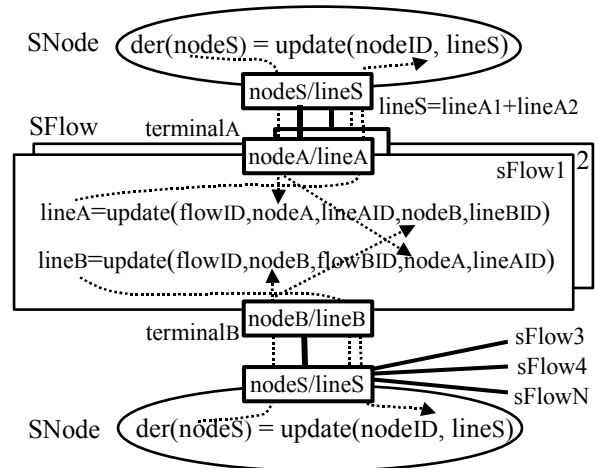 SNode
der(nodeS) = update(nodeID, lineS)
nodeS/lineS
lineS=lineA1+lineA2
SFlow
terminalA
nodeA/lineA
sFlow1
2
lineA=update(flowID,nodeA,lineAID,nodeB,lineBID)
lineB=update(flowID,nodeB,flowBID,nodeA,lineAID)
terminalB
nodeB/lineB
sFlow3
nodeS/lineS
sFlow4
sFlowN
SNode
der(nodeS) = update(nodeID, lineS)